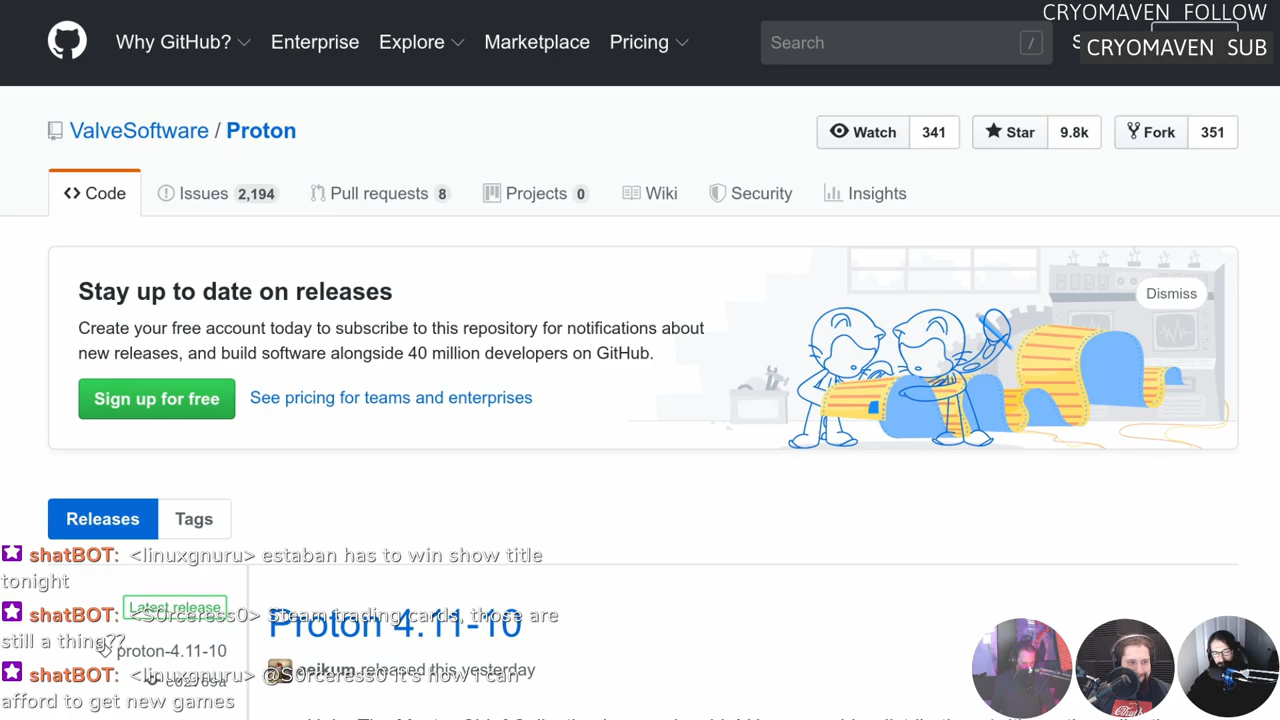 CRYOMAVEN FOLLOW
Why GitHub? Enterprise Explore Marketplace Pricing Search /
CRYOMAVEN SUB
ValveSoftware / Proton Watch 341 Star 9.8k Fork 351
Code Issues 2,194 Pull requests 8 Projects 0 Wiki Security Insights
Stay up to date on releases
Dismiss
Create your free account today to subscribe to this repository for notifications about
new releases, and build software alongside 40 million developers on GitHub.
Sign up for free See pricing for teams and enterprises
Releases Tags
shatBOT: <linuxgnuru> estaban has to win show title
tonight
Latest release
Proton 4.11-10
shatBOT: <S0rceress0> Steam trading cards, those are
still a thing??
proton-4.11-10
aeikum released this yesterday
shatBOT: <linuxgnuru> @S0rceress0 it's how I can
afford to get new games